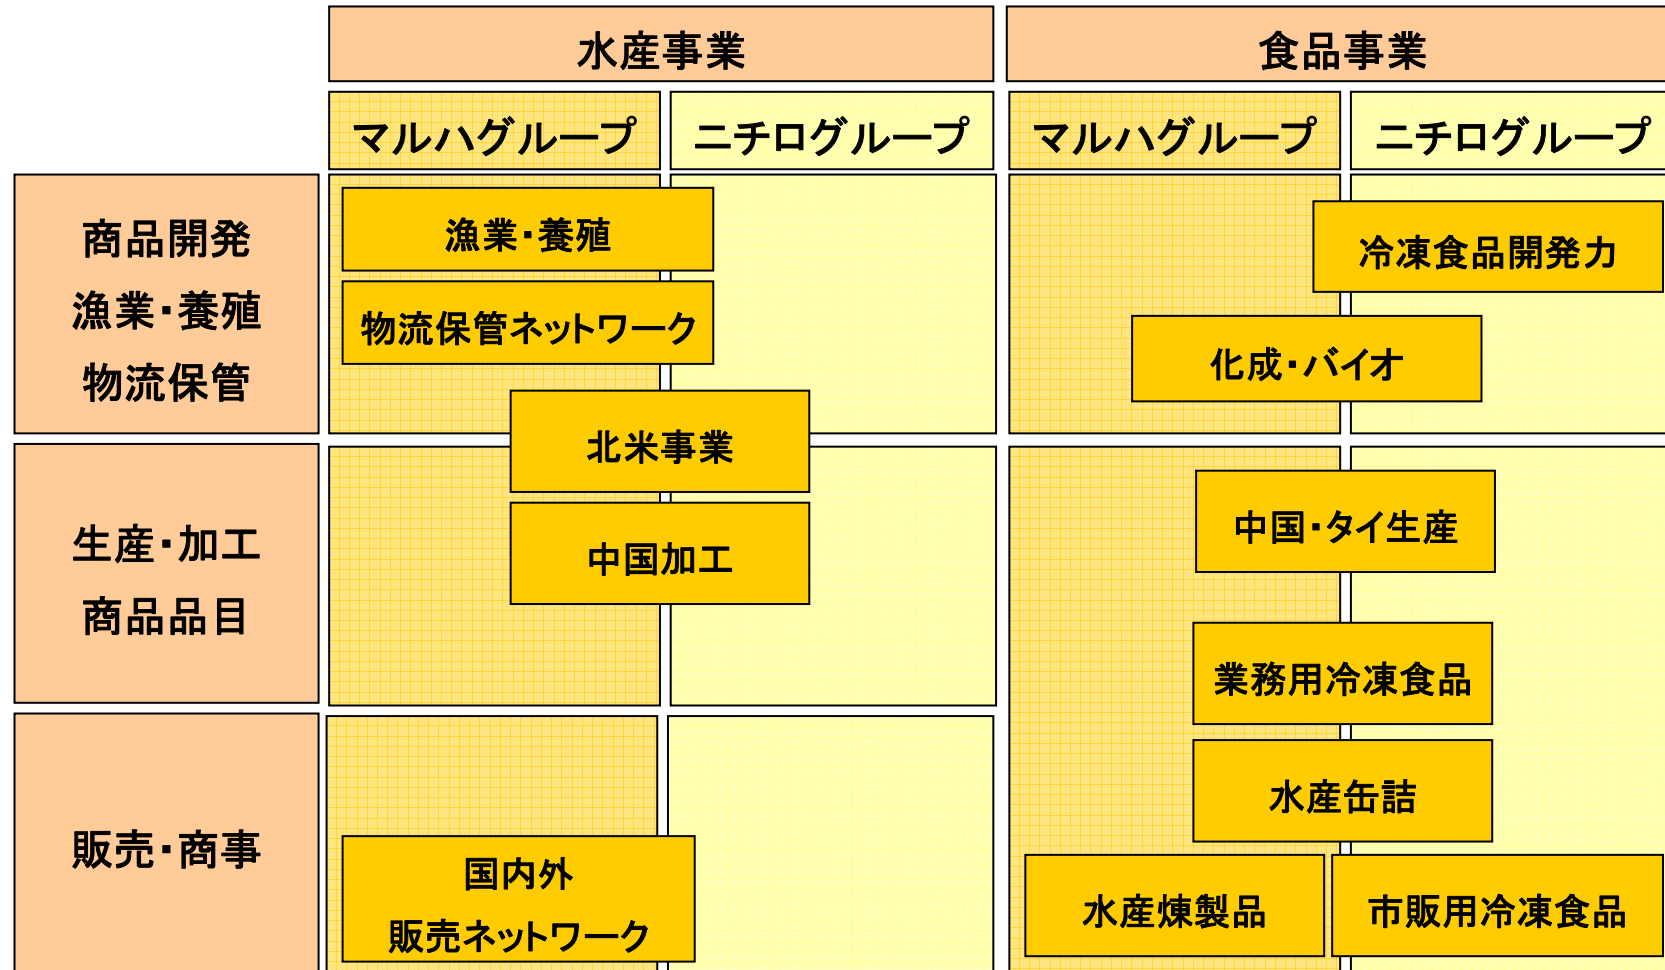 水産事業
食品事業
マルハグループ
ニチログループ
マルハグループ
ニチログループ
商品開発
漁業・養殖
物流保管
漁業・養殖
物流保管ネットワーク
冷凍食品開発力
化成・バイオ
北米事業
生産・加工
商品品目
中国加工
中国・タイ生産
業務用冷凍食品
水産缶詰
販売・商事
国内外
販売ネットワーク
水産煉製品
市販用冷凍食品